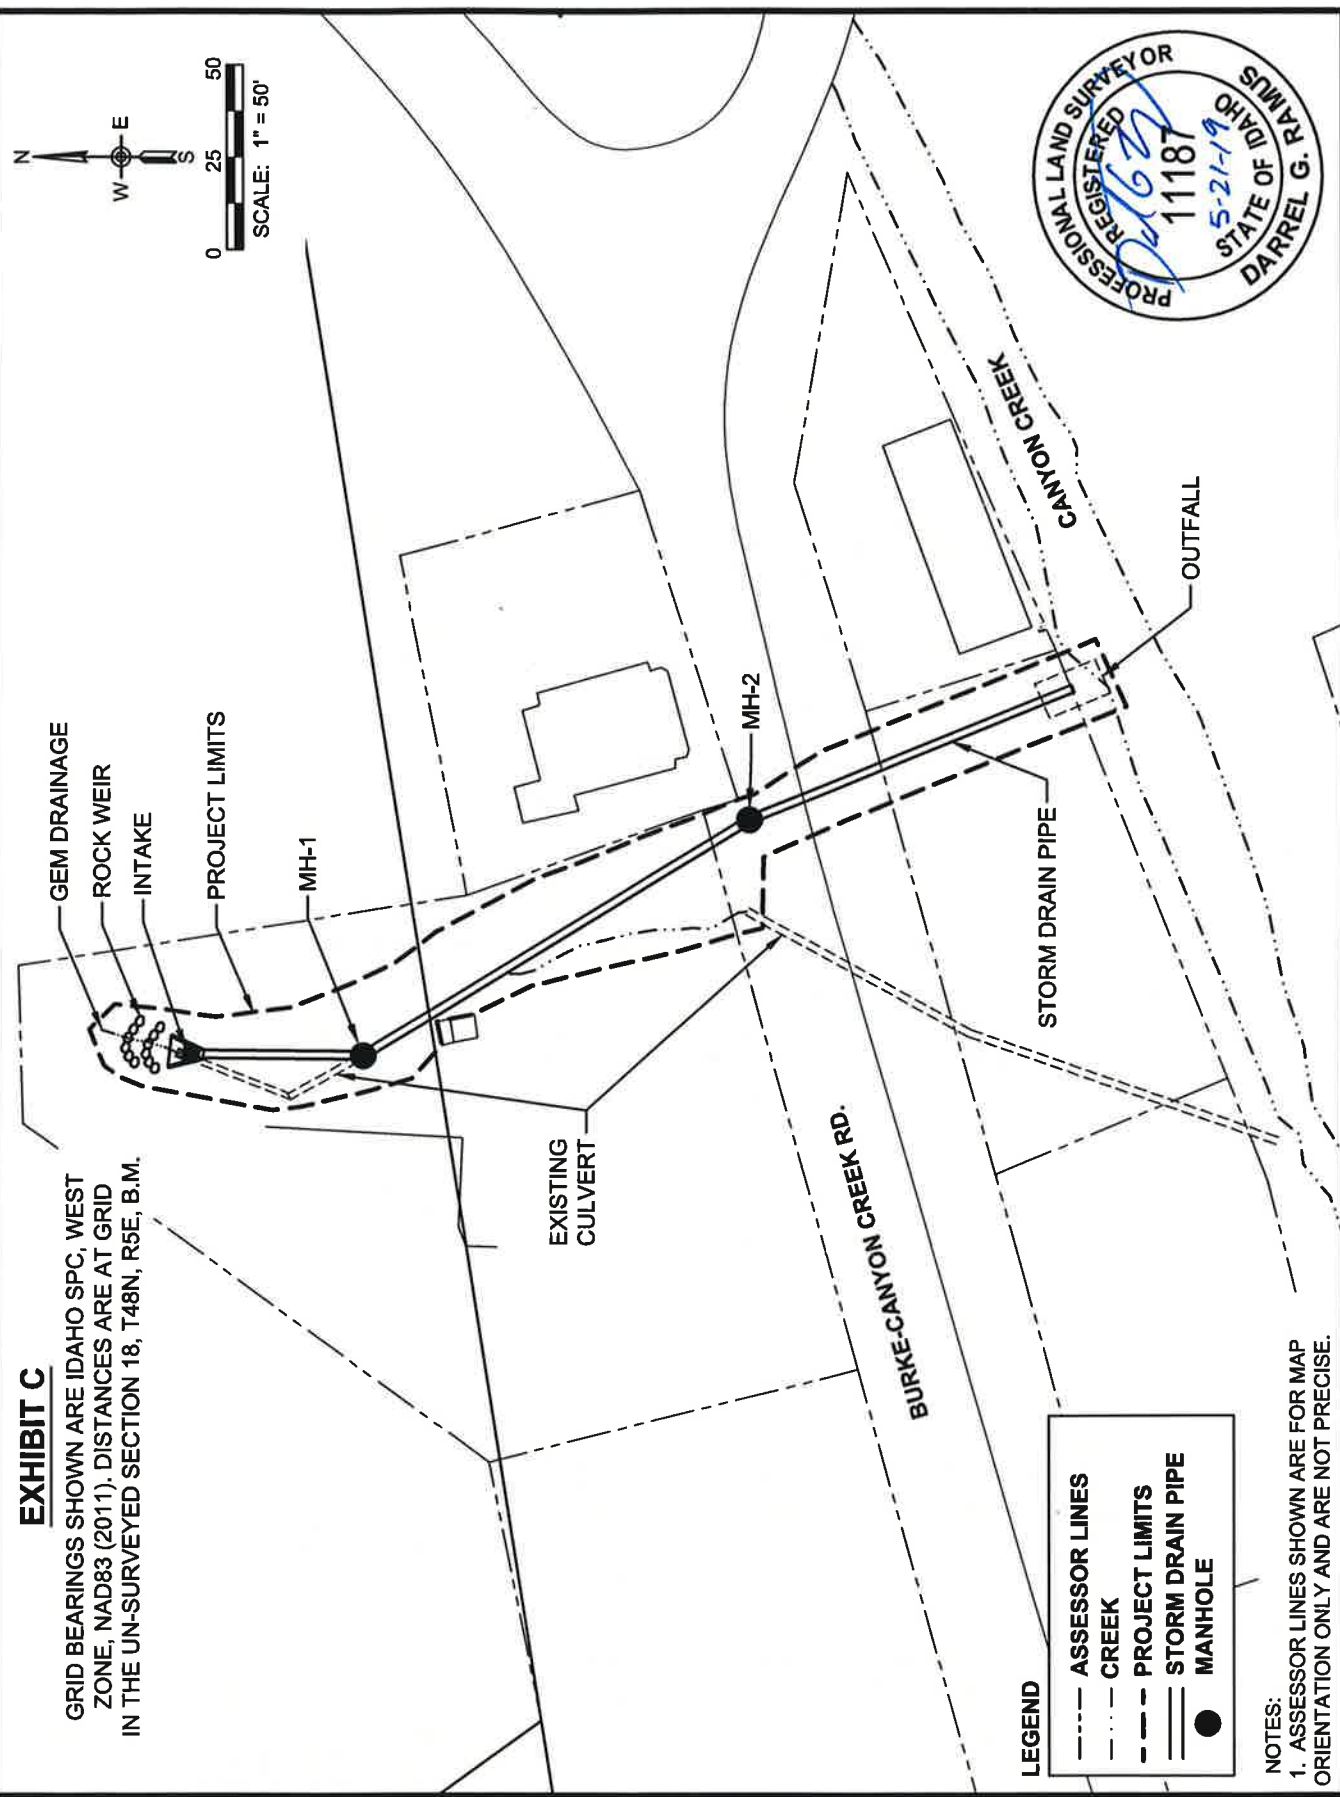 EXHIBIT C
GRID BEARINGS SHOWN ARE IDAHO SPC, WEST
ZONE, NAD83 (2011). DISTANCES ARE AT GRID
IN THE UN-SURVEYED SECTION 18, T48N, R5E, B.M.
GEM DRAINAGE
ROCK WEIR
INTAKE
PROJECT LIMITS
MH-1
N
W
E
S
0 25 50
SCALE: 1" = 50'
EXISTING
CULVERT
MH-2
BURKE-CANYON CREEK RD.
STORM DRAIN PIPE
CANYON CREEK
OUTFALL
PROFESSIONAL LAND SURVEYOR
REGISTERED
11187
5-21-19
STATE OF IDAHO
DARREL G. RAMUS
LEGEND
ASSESSOR LINES
CREEK
PROJECT LIMITS
STORM DRAIN PIPE
MANHOLE
NOTES:
1. ASSESSOR LINES SHOWN ARE FOR MAP
ORIENTATION ONLY AND ARE NOT PRECISE.